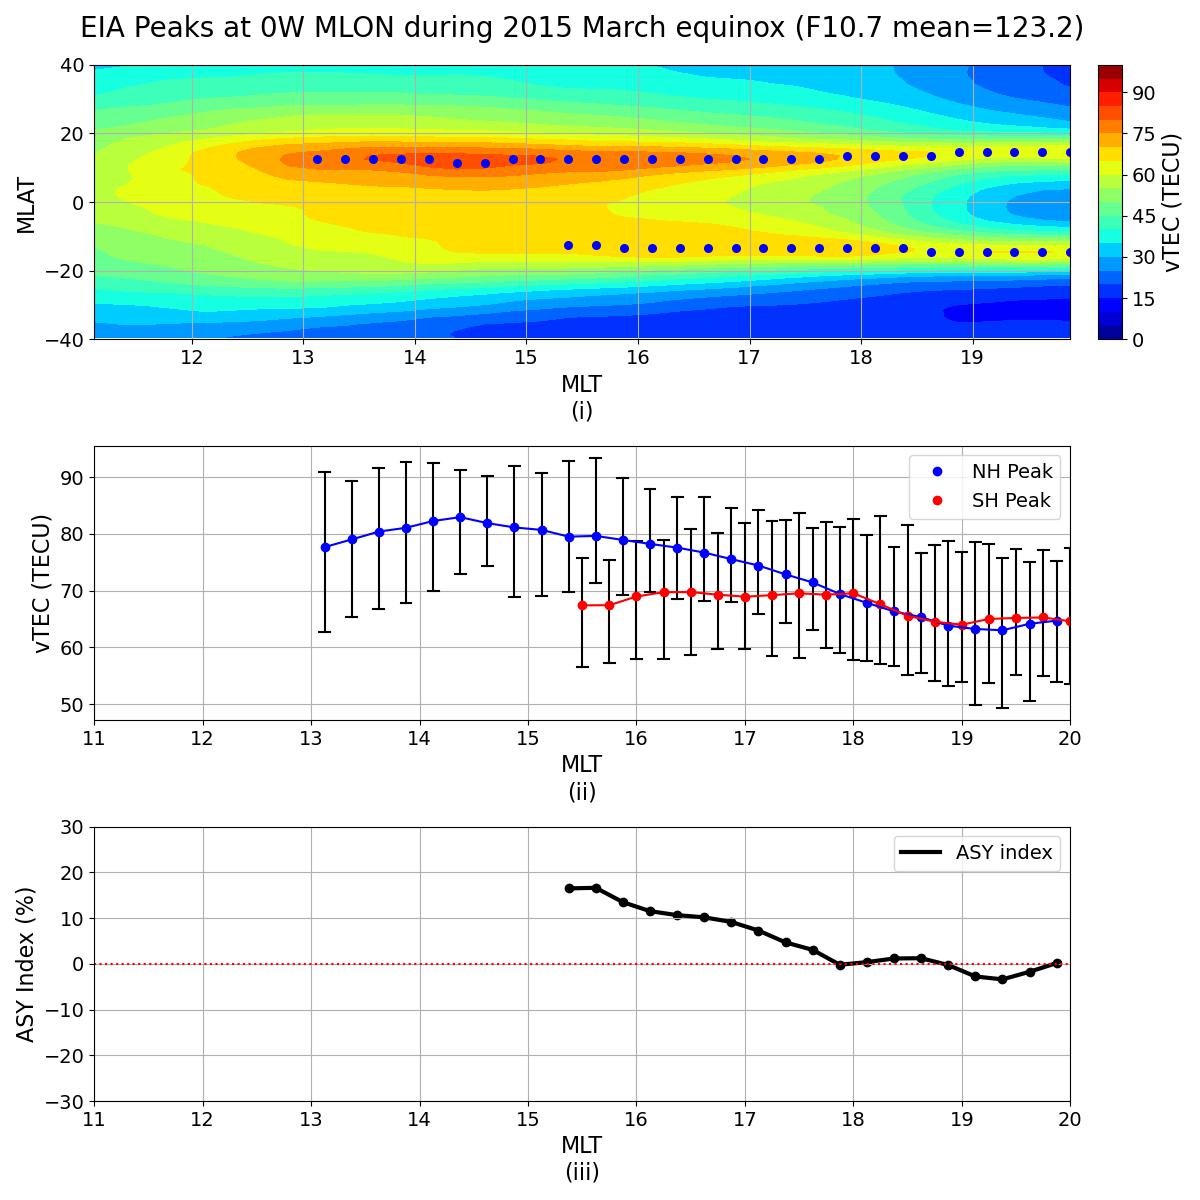 EIA Peaks at 0W MLON during 2015 March equinox (F10.7 mean=123.2)
40
20
0
−20
−40
MLAT
12 13 14 15 16 17 18 19
MLT
(i)
90
75
60
45
30
15
0
vTEC (TECU)
90
80
70
60
50
vTEC (TECU)
NH Peak
SH Peak
11 12 13 14 15 16 17 18 19 20
MLT
(ii)
30
20
10
0
−10
−20
−30
ASY Index (%)
ASY index
11 12 13 14 15 16 17 18 19 20
MLT
(iii)